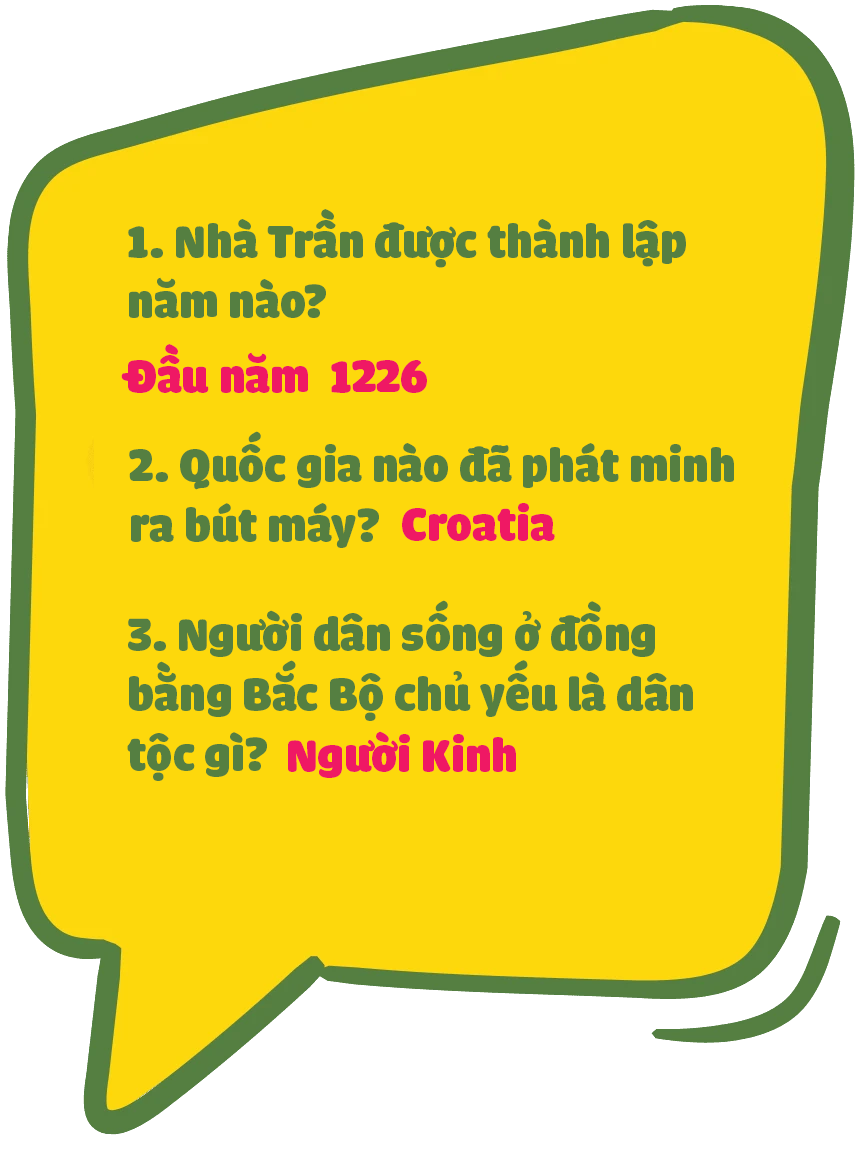 1. Nhà Trần được thành lập
năm nào?
Đầu năm 1226
2. Quốc gia nào đã phát minh
ra bút máy? Croatia
3. Người dân sống ở đồng
bằng Bắc Bộ chủ yếu là dân
tộc gì? Người Kinh